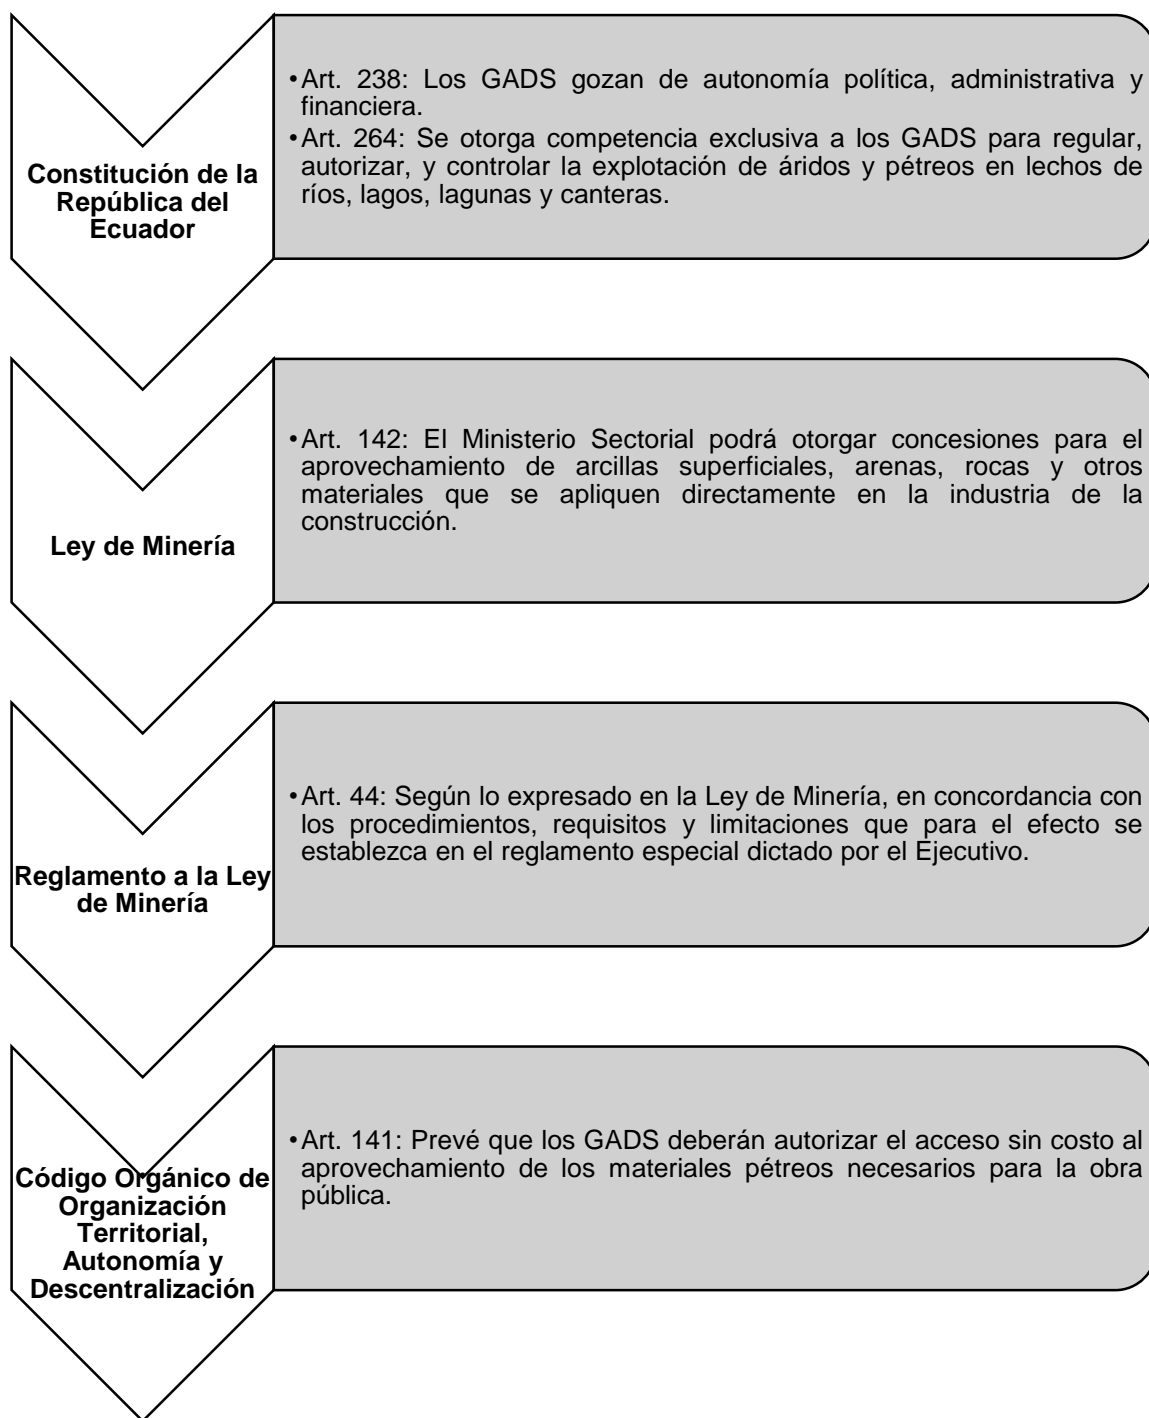 Constitución de la
República del
Ecuador
•Art. 238: Los GADS gozan de autonomía política, administrativa y
financiera.
•Art. 264: Se otorga competencia exclusiva a los GADS para regular,
autorizar, y controlar la explotación de áridos y pétreos en lechos de
ríos, lagos, lagunas y canteras.
Ley de Minería
•Art. 142: El Ministerio Sectorial podrá otorgar concesiones para el
aprovechamiento de arcillas superficiales, arenas, rocas y otros
materiales que se apliquen directamente en la industria de la
construcción.
Reglamento a la Ley
de Minería
•Art. 44: Según lo expresado en la Ley de Minería, en concordancia con
los procedimientos, requisitos y limitaciones que para el efecto se
establezca en el reglamento especial dictado por el Ejecutivo.
Código Orgánico de
Organización
Territorial,
Autonomía y
Descentralización
•Art. 141: Prevé que los GADS deberán autorizar el acceso sin costo al
aprovechamiento de los materiales pétreos necesarios para la obra
pública.